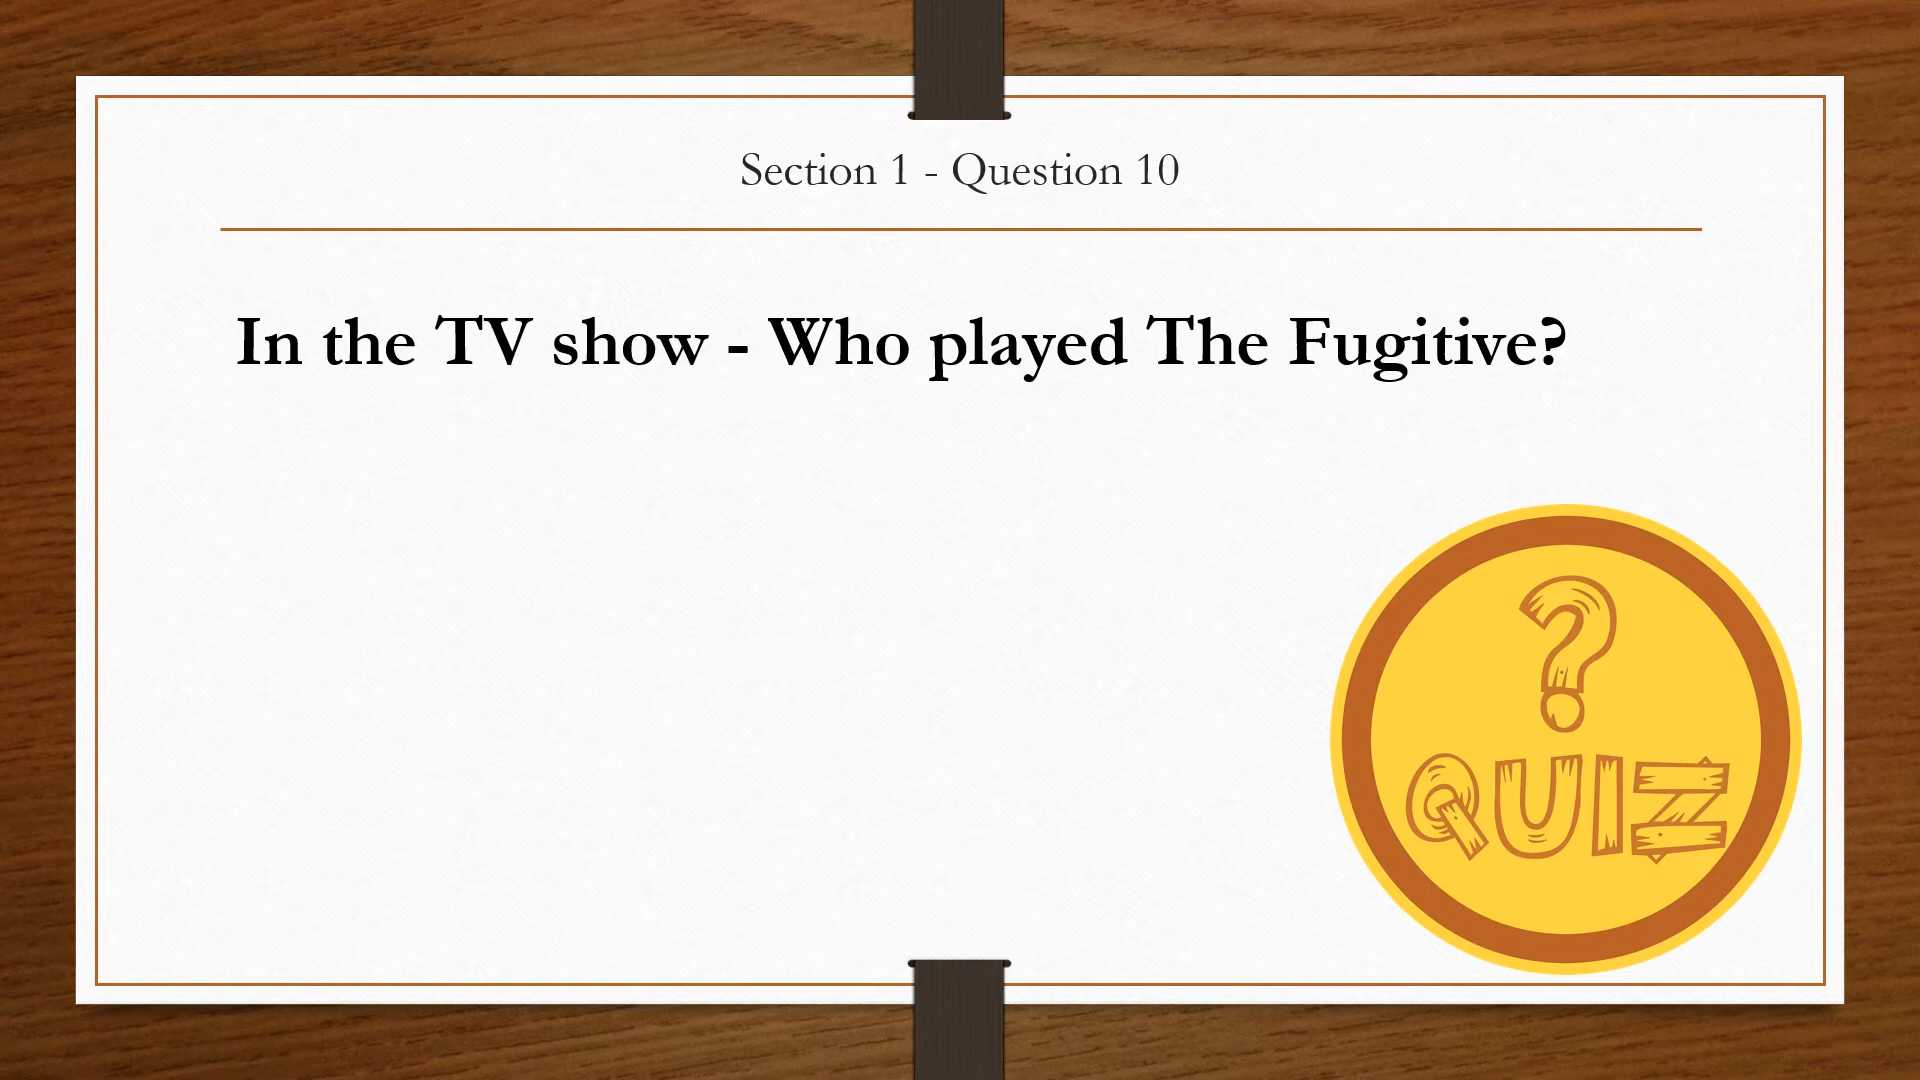 Section 1 - Question 10
In the TV show - Who played The Fugitive?
?
QUIZ